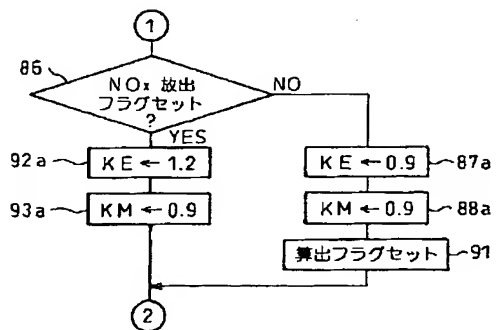 1
86
NOx 放出
フラグセット
?
NO
YES
92a
KE ← 1.2
KE ← 0.9
87a
93a
KM ← 0.9
KM ← 0.9
88a
算出フラグセット
91
2